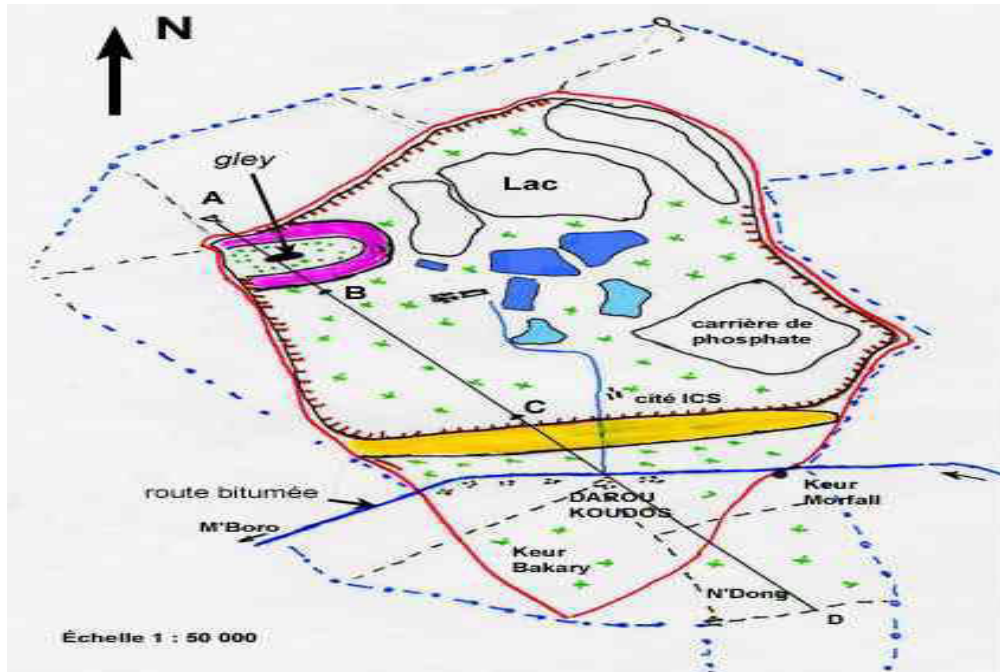 N
gley
A
Lac
B
carrière de
phosphate
C
cité ICS
route bitumée
DAROU
KOUDOS
Keur
Morfall
M'Boro
Keur
Bakary
N'Dong
D
Échelle 1 : 50 000